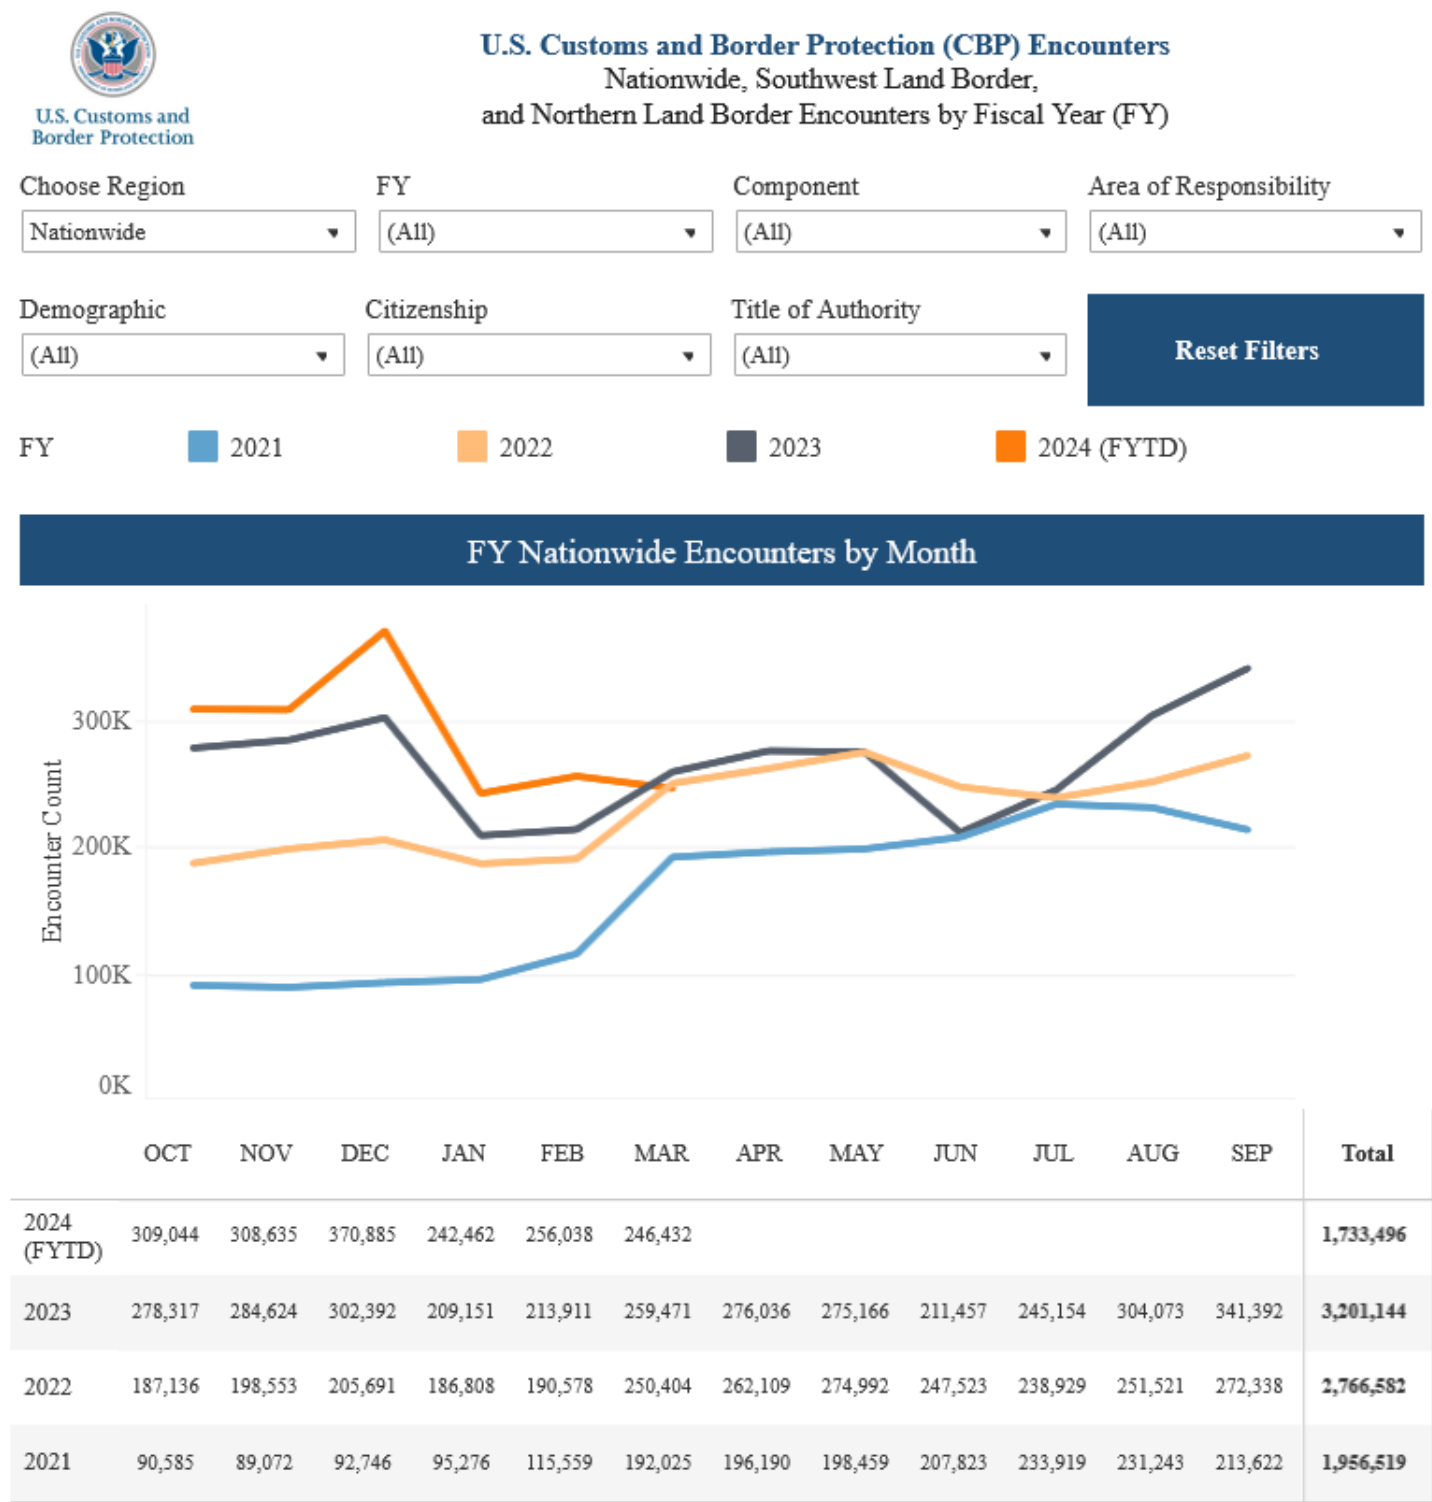 U.S. Customs and
Border Protection
U.S. Customs and Border Protection (CBP) Encounters
Nationwide, Southwest Land Border,
and Northern Land Border Encounters by Fiscal Year (FY)
Choose Region FY Component Area of Responsibility
Nationwide (All) (All) (All)
Demographic Citizenship Title of Authority
(All) (All) (All) Reset Filters
FY 2021 2022 2023 2024 (FYTD)
FY Nationwide Encounters by Month
Encounter Count
300K
200K
100K
0K
OCT NOV DEC JAN FEB MAR APR MAY JUN JUL AUG SEP Total
2024
(FYTD) 309,044 308,635 370,885 242,462 256,038 246,432 1,733,496
2023 278,317 284,624 302,392 209,151 213,911 259,471 276,036 275,166 211,457 245,154 304,073 341,392 3,201,144
2022 187,136 198,553 205,691 186,808 190,578 250,404 262,109 274,992 247,523 238,929 251,521 272,338 2,766,582
2021 90,585 89,072 92,746 95,276 115,559 192,025 196,190 198,459 207,823 233,919 231,243 213,622 1,956,519